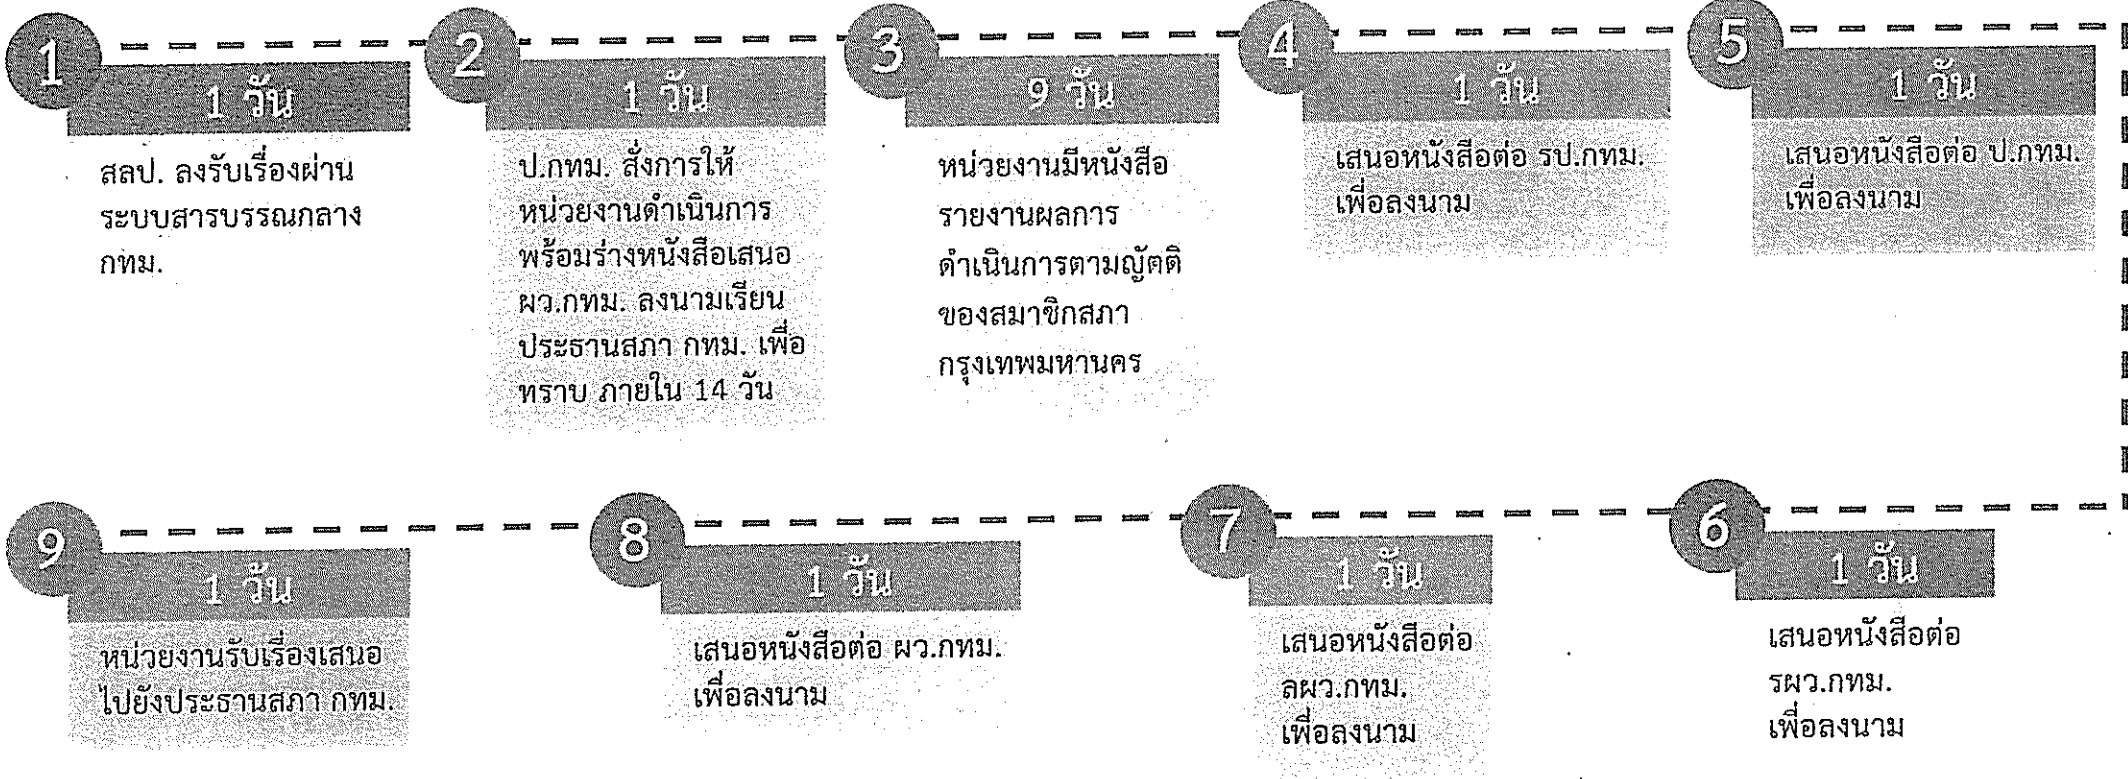 1
1 วัน
สลป. ลงรับเรื่องผ่าน
ระบบสารบรรณกลาง
กทม.
2
1 วัน
ป.กทม. สั่งการให้
หน่วยงานดำเนินการ
พร้อมร่างหนังสือเสนอ
ผว.กทม. ลงนามเรียน
ประธานสภา กทม. เพื่อ
ทราบ ภายใน 14 วัน
3
9 วัน
หน่วยงานมีหนังสือ
รายงานผลการ
ดำเนินการตามญัตติ
ของสมาชิกสภา
กรุงเทพมหานคร
4
1 วัน
เสนอหนังสือต่อ รป.กทม.
เพื่อลงนาม
5
1 วัน
เสนอหนังสือต่อ ป.กทม.
เพื่อลงนาม
6
1 วัน
เสนอหนังสือต่อ
รผว.กทม.
เพื่อลงนาม
7
1 วัน
เสนอหนังสือต่อ
ลผว.กทม.
เพื่อลงนาม
8
1 วัน
เสนอหนังสือต่อ ผว.กทม.
เพื่อลงนาม
9
1 วัน
หน่วยงานรับเรื่องเสนอ
ไปยังประธานสภา กทม.